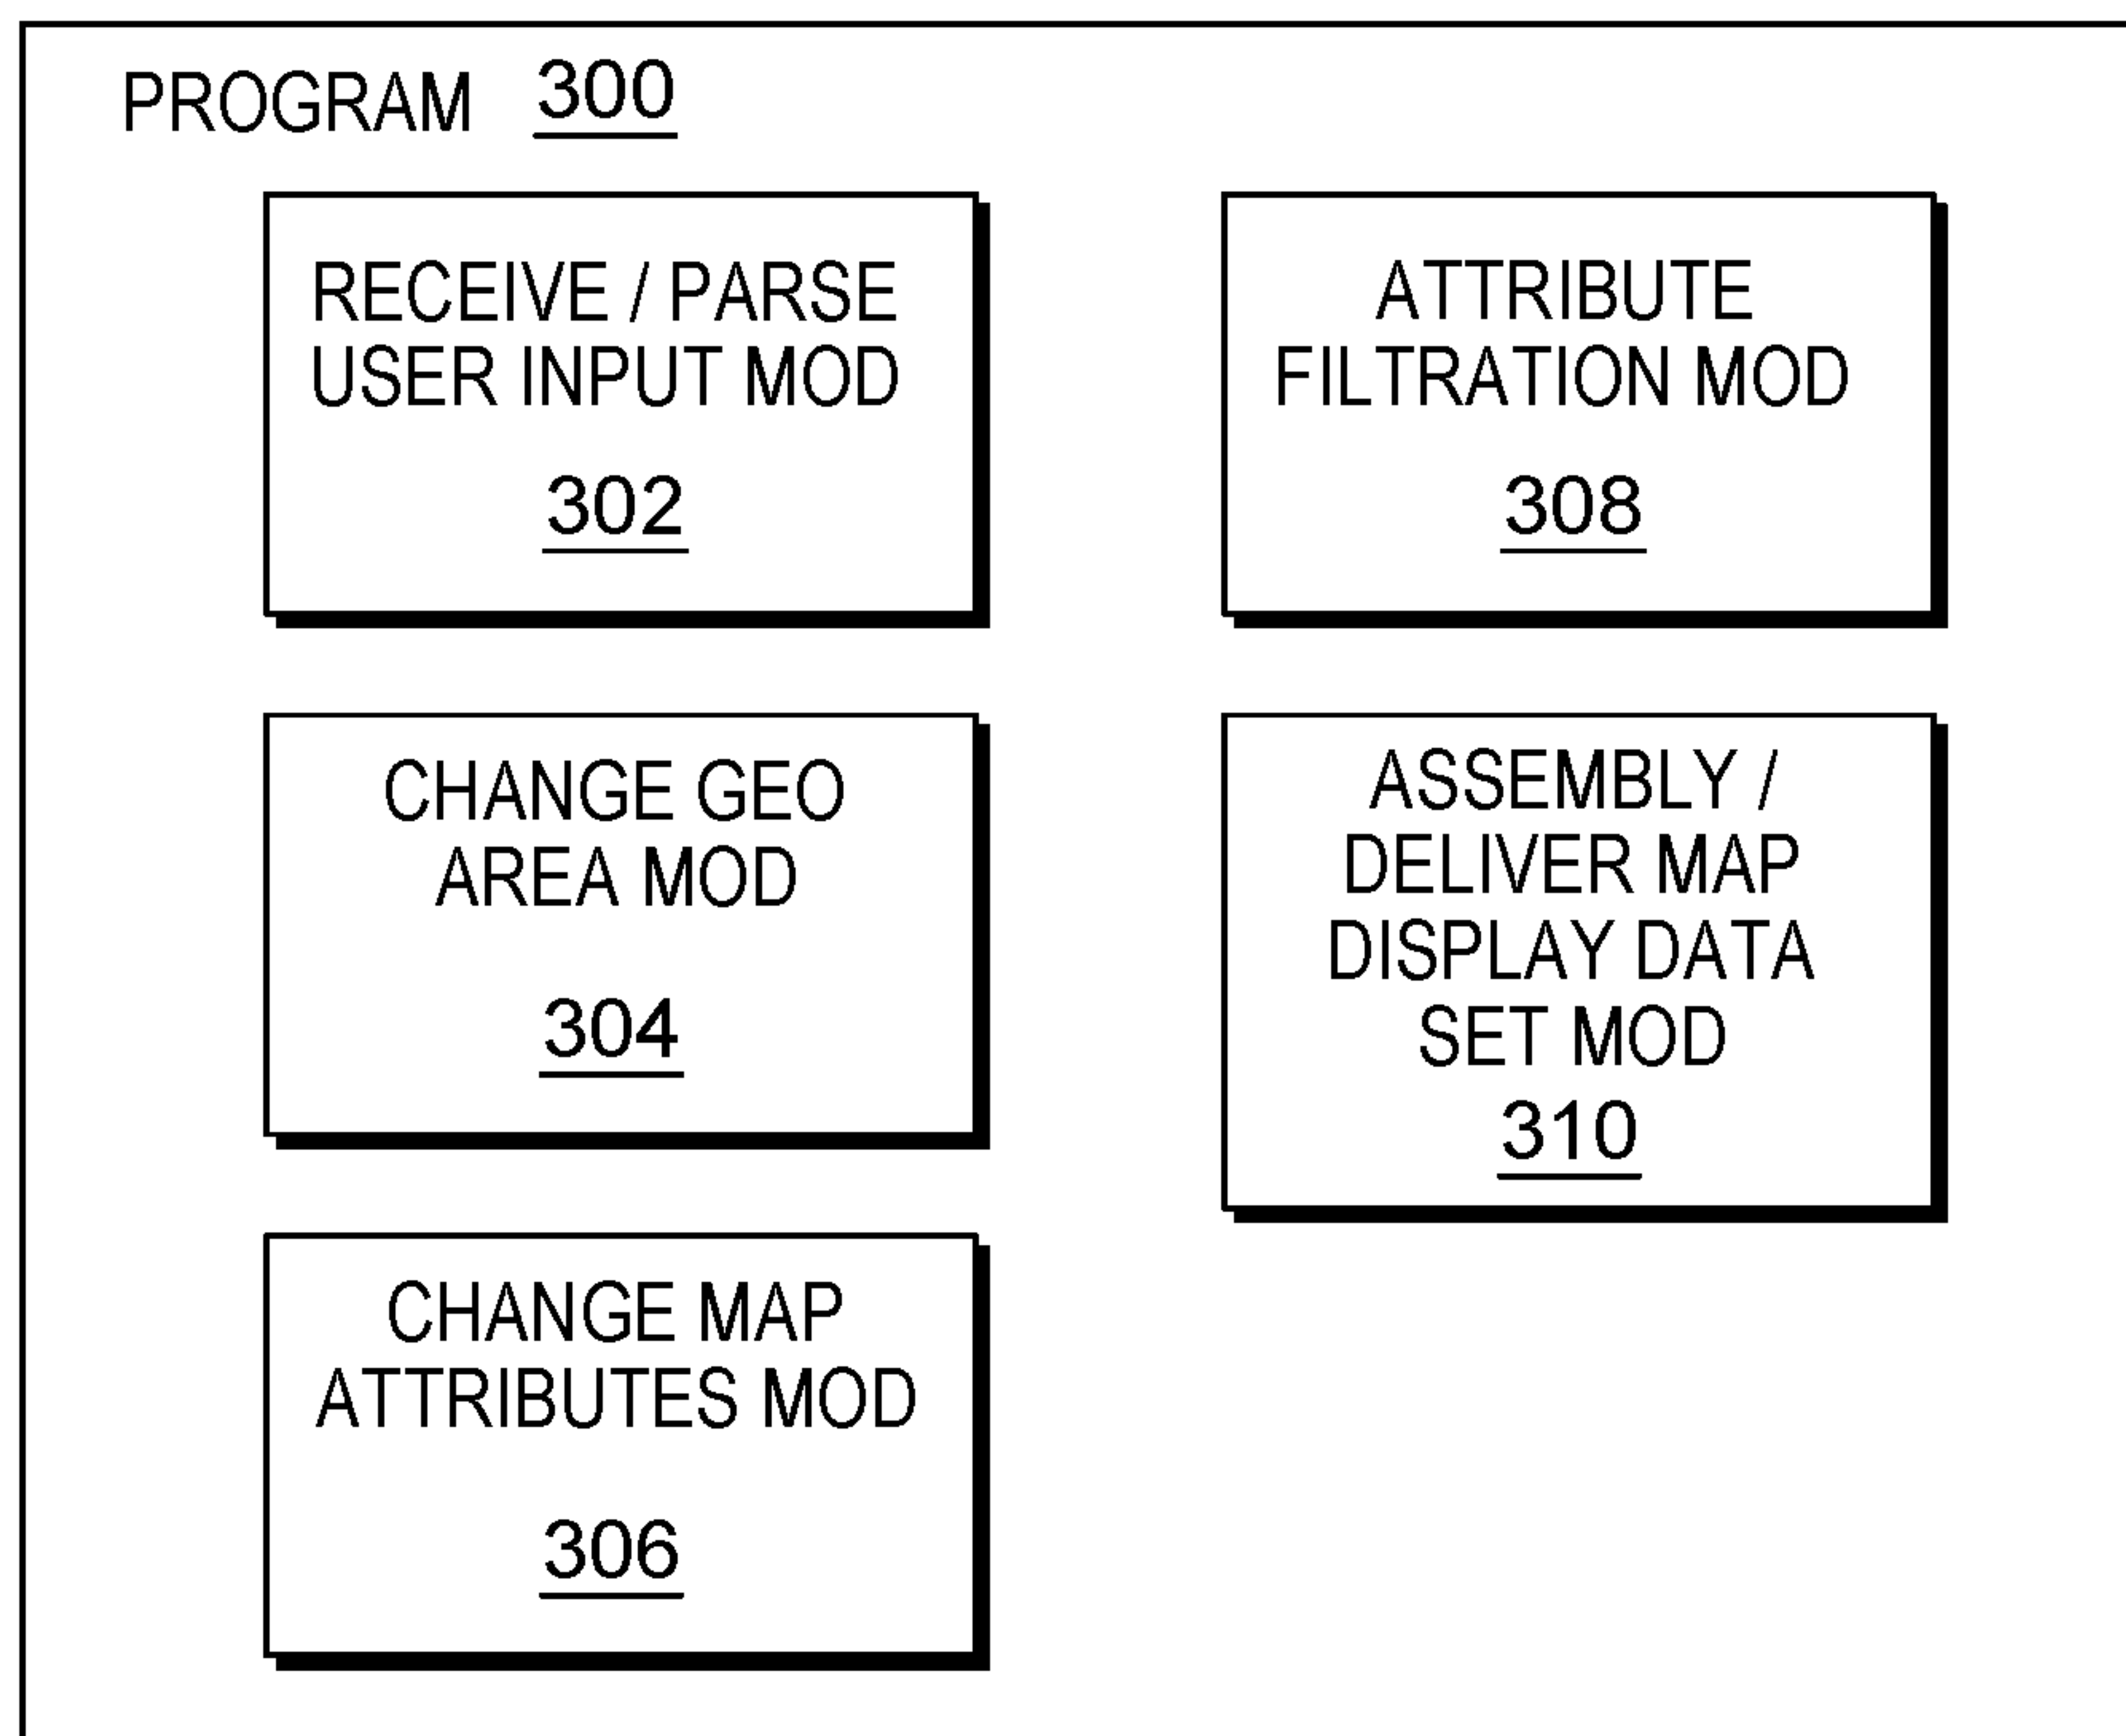 PROGRAM 300
RECEIVE / PARSE
USER INPUT MOD
302
CHANGE GEO
AREA MOD
304
CHANGE MAP
ATTRIBUTES MOD
306
ATTRIBUTE
FILTRATION MOD
308
ASSEMBLY /
DELIVER MAP
DISPLAY DATA
SET MOD
310